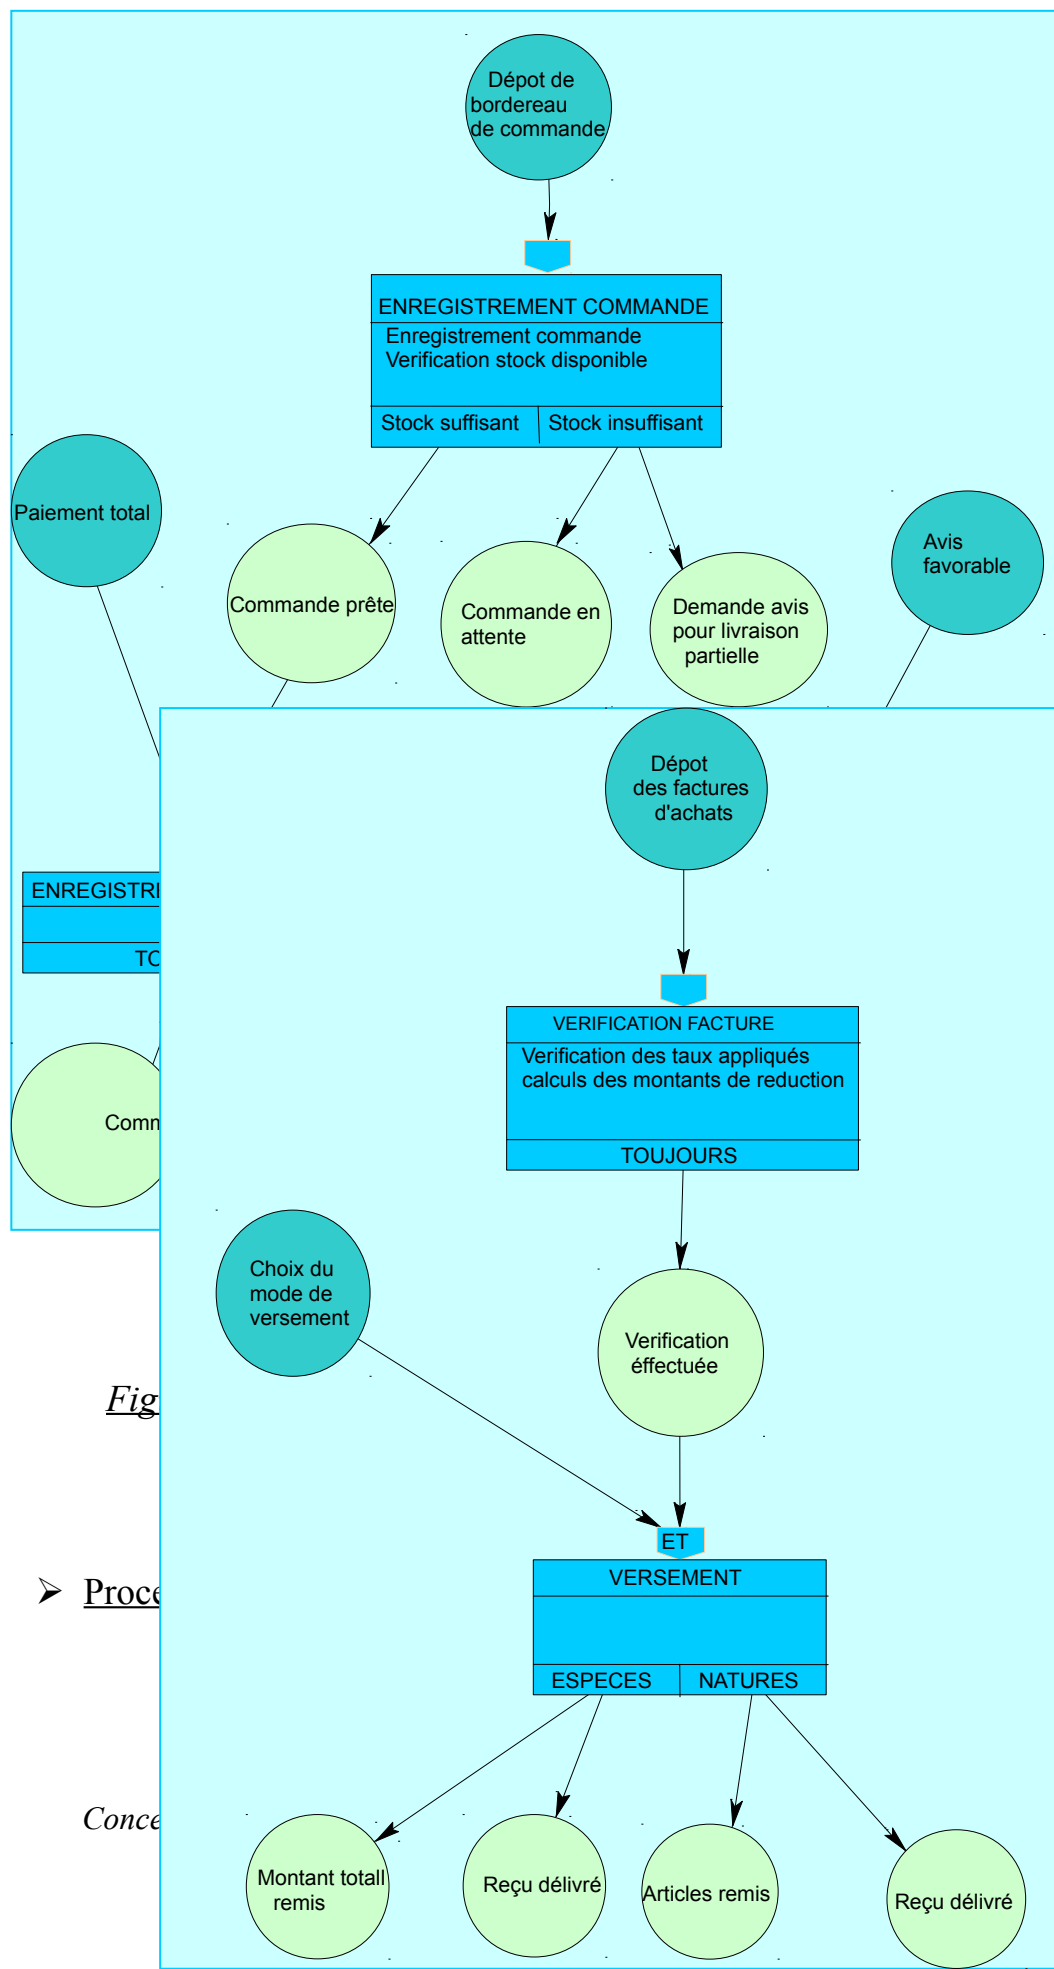 Dépot de
bordereau
de commande
ENREGISTREMENT COMMANDE
Enregistrement commande
Verification stock disponible
Stock suffisant
Stock insuffisant
Paiement total
Avis
favorable
Commande prête
Commande en
attente
Demande avis
pour livraison
partielle
Dépot
des factures
d'achats
ENREGISTR
TO
VERIFICATION FACTURE
Verification des taux appliqués
calculs des montants de reduction
TOUJOURS
Comm
Choix du
mode de
versement
Verification
éffectuée
Fig
ET
VERSEMENT
➢ Proce
ESPECES
NATURES
Conce
Montant totall
remis
Reçu délivré
Articles remis
Reçu délivré